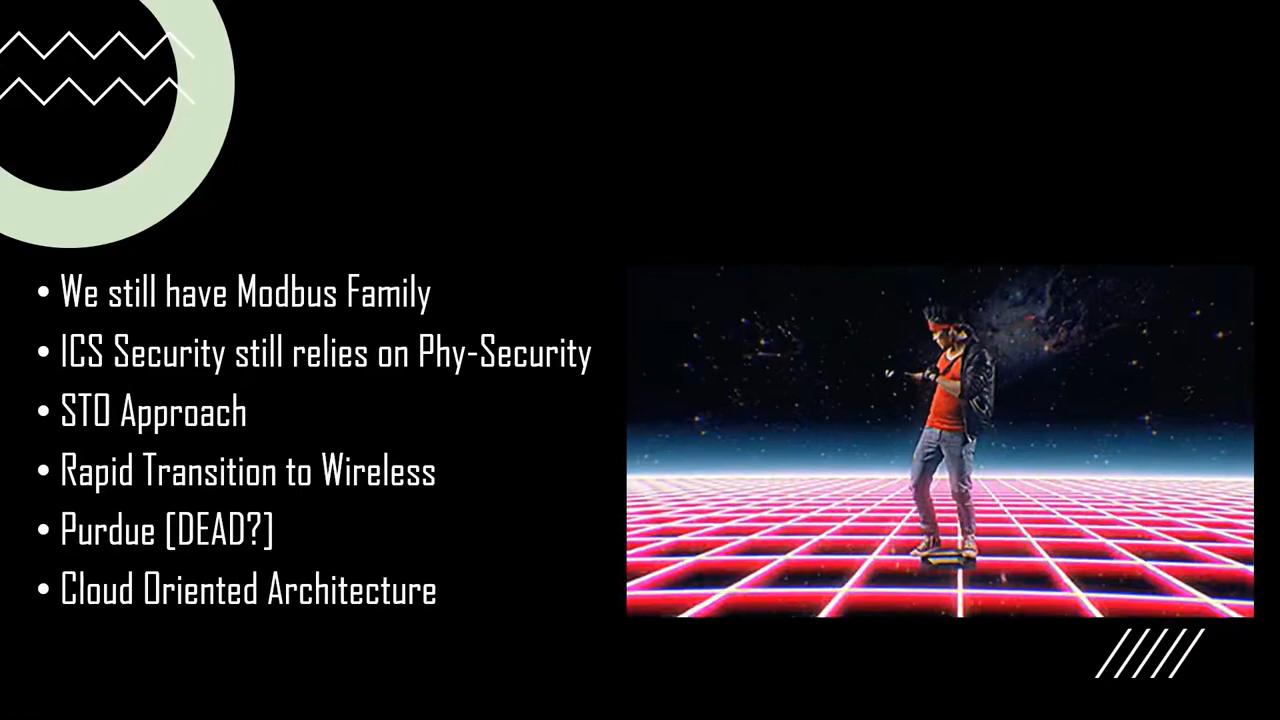 • We still have Modbus Family
• ICS Security still relies on Phy-Security
• STO Approach
• Rapid Transition to Wireless
• Purdue [DEAD?]
• Cloud Oriented Architecture